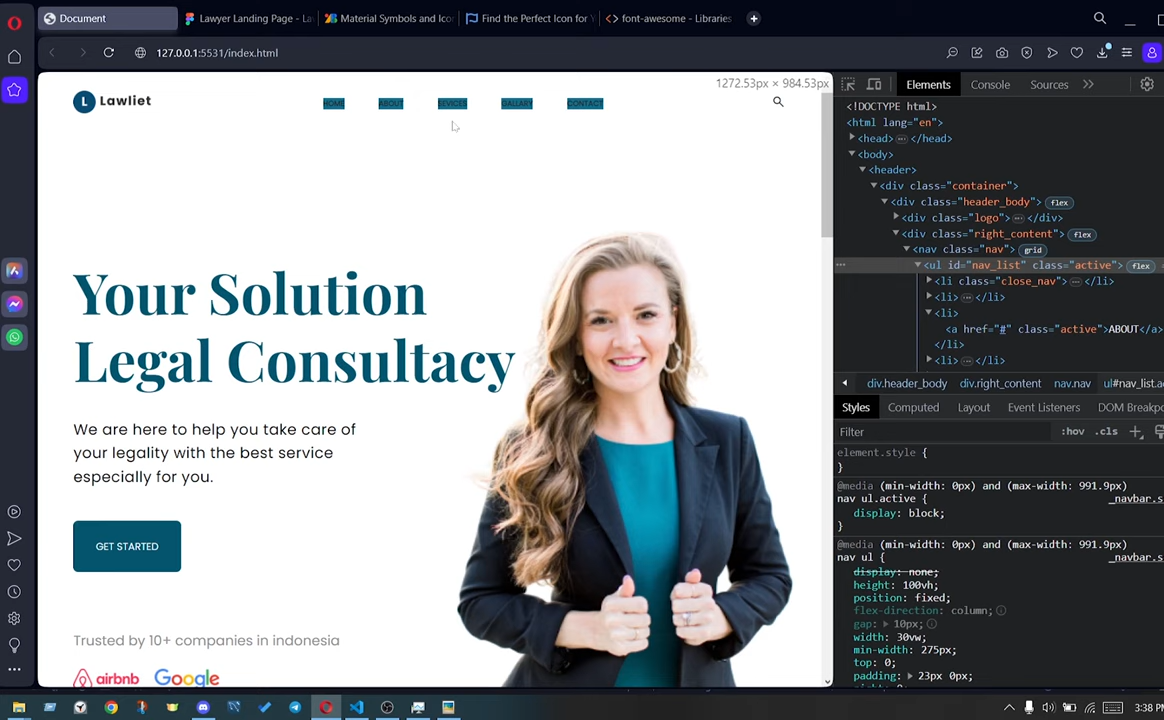 Document
Lawyer Landing Page - La
Material Symbols and Ico
Find the Perfect Icon for Y
font-awesome - Libraries
127.0.0.1:5531/index.html
L Lawliet
HOME ABOUT SEVICES GALLARY CONTACT
1272.53px × 984.53px
Your Solution
Legal Consultacy
We are here to help you take care of
your legality with the best service
especially for you.
GET STARTED
Trusted by 10+ companies in indonesia
airbnb Google
Elements Console Sources
<!DOCTYPE html>
<html lang="en">
<head> ⋯ </head>
<body>
<header>
<div class="container">
<div class="header_body"> flex
<div class="logo"> ⋯ </div>
<div class="right_content"> flex
<nav class="nav"> grid
<ul id="nav_list" class="active"> flex
<li class="close_nav"> ⋯ </li>
<li> ⋯ </li>
<li>
<a href="#" class="active">ABOUT</a>
</li>
<li> ⋯ </li>
div.header_body div.right_content nav.nav ul#nav_list.a
Styles Computed Layout Event Listeners DOM Breakpo
Filter :hov .cls
element.style {
}
@media (min-width: 0px) and (max-width: 991.9px)
nav ul.active { _navbar.s
display: block;
}
@media (min-width: 0px) and (max-width: 991.9px)
nav ul { _navbar.s
display: none;
height: 100vh;
position: fixed;
flex-direction: column;
gap: 10px;
width: 30vw;
min-width: 275px;
top: 0;
padding: 23px 0px;
3:38 PM